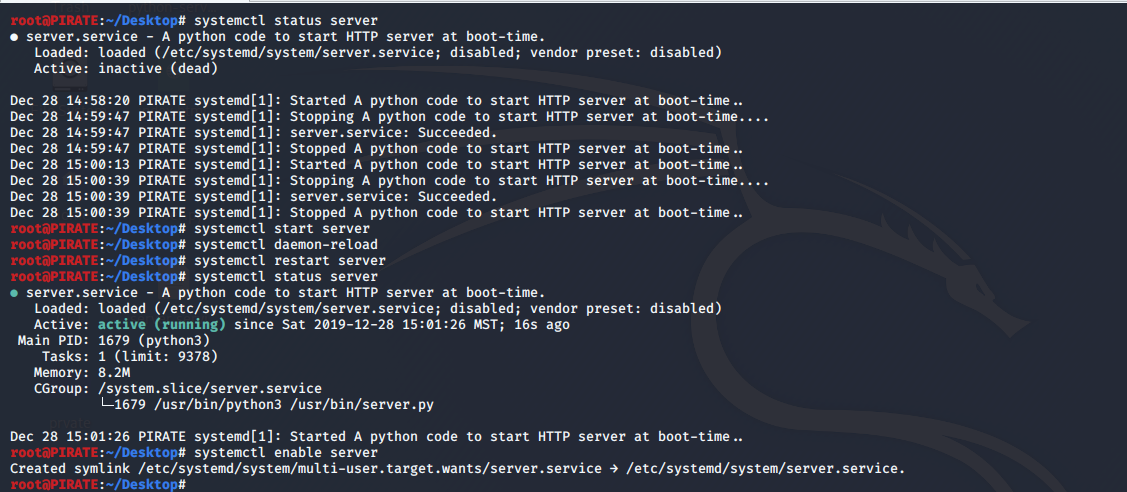 root@PIRATE:~/Desktop# systemctl status server
● server.service - A python code to start HTTP server at boot-time.
   Loaded: loaded (/etc/systemd/system/server.service; disabled; vendor preset: disabled)
   Active: inactive (dead)

Dec 28 14:58:20 PIRATE systemd[1]: Started A python code to start HTTP server at boot-time..
Dec 28 14:59:47 PIRATE systemd[1]: Stopping A python code to start HTTP server at boot-time....
Dec 28 14:59:47 PIRATE systemd[1]: server.service: Succeeded.
Dec 28 14:59:47 PIRATE systemd[1]: Stopped A python code to start HTTP server at boot-time..
Dec 28 15:00:13 PIRATE systemd[1]: Started A python code to start HTTP server at boot-time..
Dec 28 15:00:39 PIRATE systemd[1]: Stopping A python code to start HTTP server at boot-time....
Dec 28 15:00:39 PIRATE systemd[1]: server.service: Succeeded.
Dec 28 15:00:39 PIRATE systemd[1]: Stopped A python code to start HTTP server at boot-time..
root@PIRATE:~/Desktop# systemctl start server
root@PIRATE:~/Desktop# systemctl daemon-reload
root@PIRATE:~/Desktop# systemctl restart server
root@PIRATE:~/Desktop# systemctl status server
● server.service - A python code to start HTTP server at boot-time.
   Loaded: loaded (/etc/systemd/system/server.service; disabled; vendor preset: disabled)
   Active: active (running) since Sat 2019-12-28 15:01:26 MST; 16s ago
 Main PID: 1679 (python3)
    Tasks: 1 (limit: 9378)
   Memory: 8.2M
   CGroup: /system.slice/server.service
           └─1679 /usr/bin/python3 /usr/bin/server.py

Dec 28 15:01:26 PIRATE systemd[1]: Started A python code to start HTTP server at boot-time..
root@PIRATE:~/Desktop# systemctl enable server
Created symlink /etc/systemd/system/multi-user.target.wants/server.service → /etc/systemd/system/server.service.
root@PIRATE:~/Desktop#